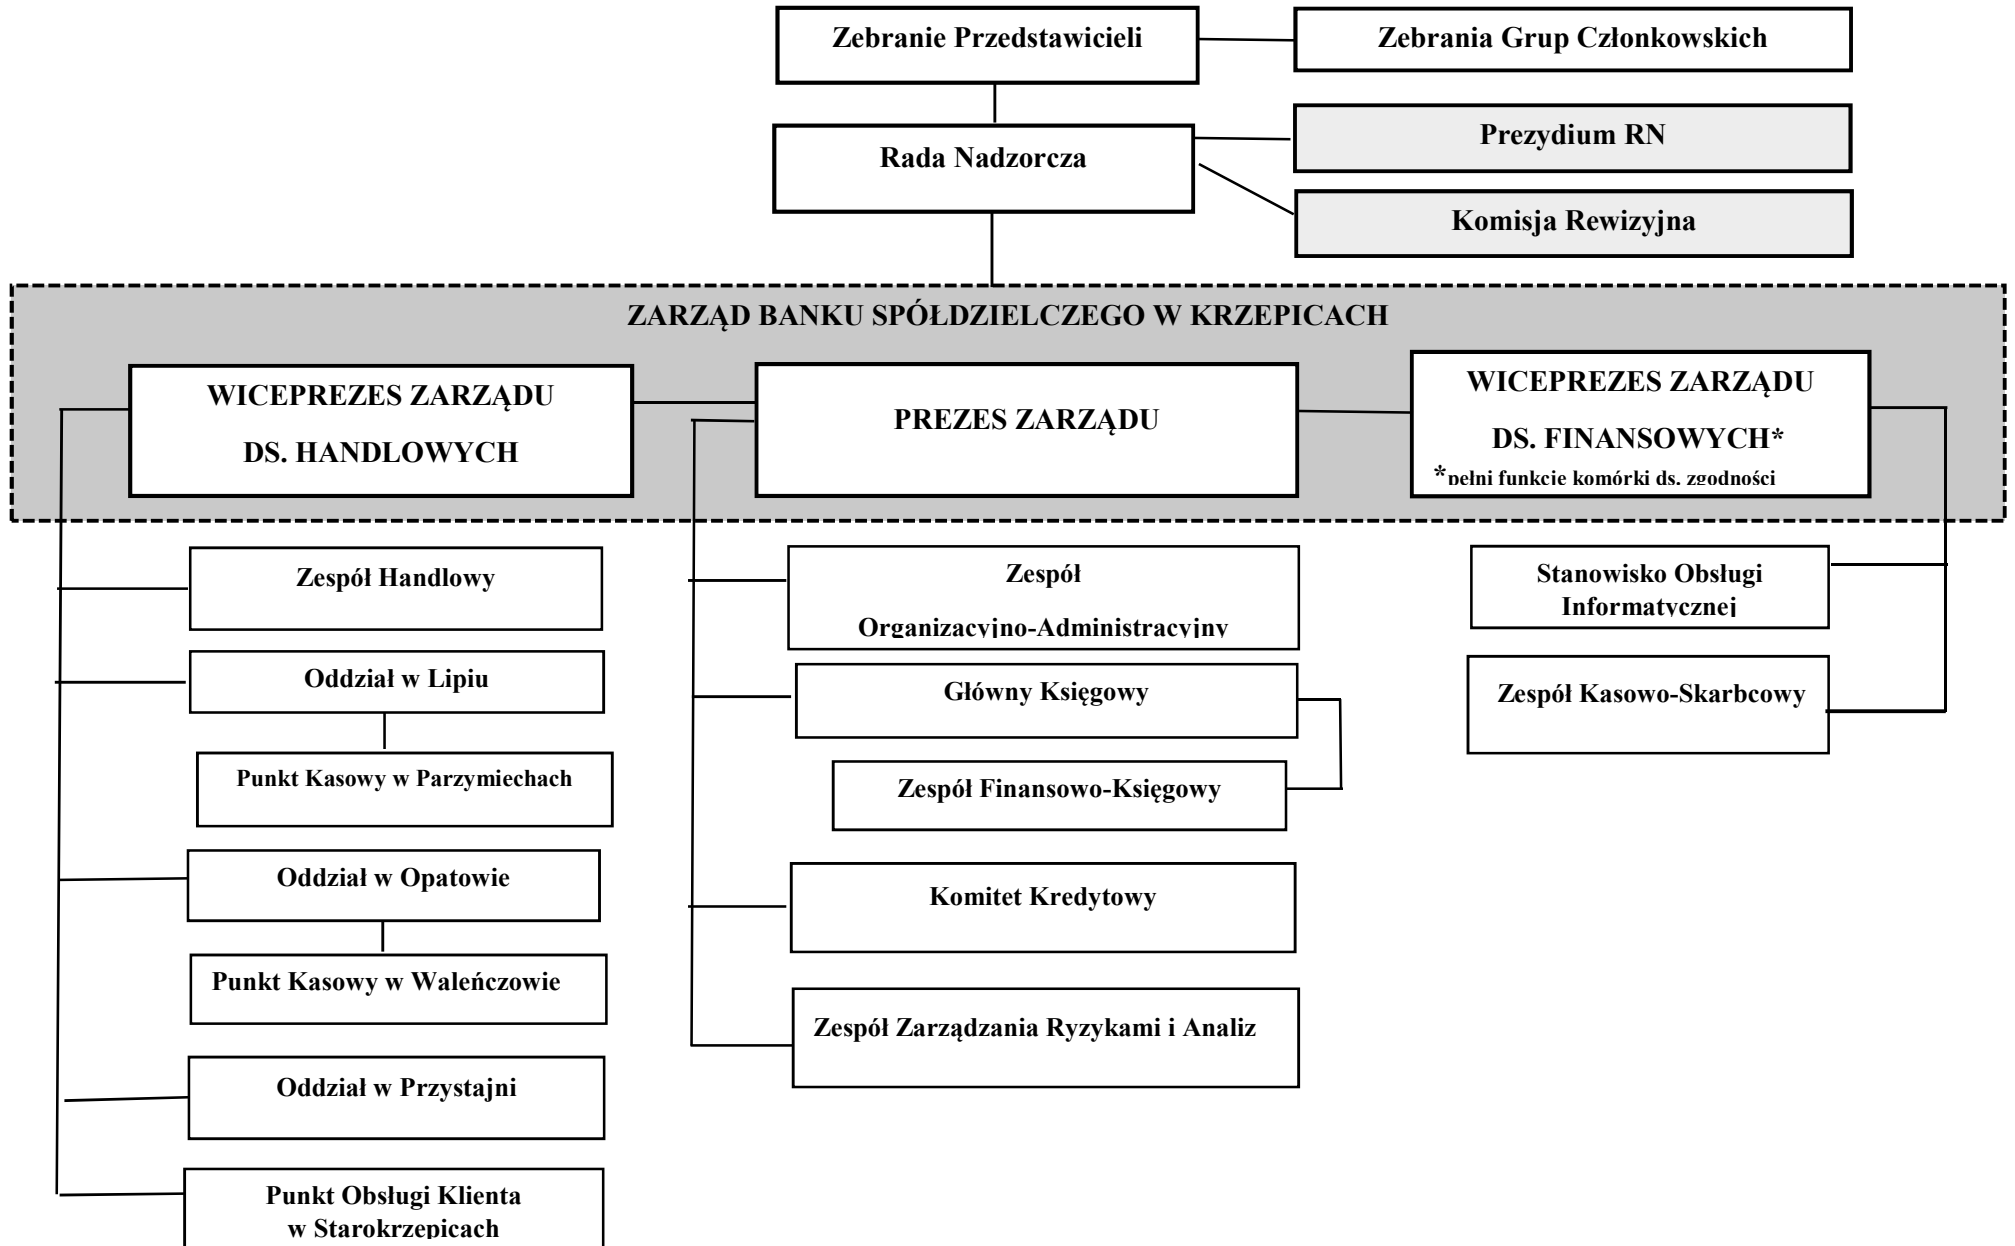 Zebranie Przedstawicieli
Zebrania Grup Członkowskich
Rada Nadzorcza
Prezydium RN
Komisja Rewizyjna
ZARZĄD BANKU SPÓŁDZIELCZEGO W KRZEPICACH
WICEPREZES ZARZĄDU
DS. HANDLOWYCH
PREZES ZARZĄDU
WICEPREZES ZARZĄDU
DS. FINANSOWYCH*
*pełni funkcje komórki ds. zgodności
Zespół Handlowy
Oddział w Lipiu
Punkt Kasowy w Parzymiechach
Oddział w Opatowie
Punkt Kasowy w Waleńczowie
Oddział w Przystajni
Punkt Obsługi Klienta
w Starokrzepicach
Zespół
Organizacyjno-Administracyjny
Główny Księgowy
Zespół Finansowo-Księgowy
Komitet Kredytowy
Zespół Zarządzania Ryzykami i Analiz
Stanowisko Obsługi
Informatycznej
Zespół Kasowo-Skarbcowy